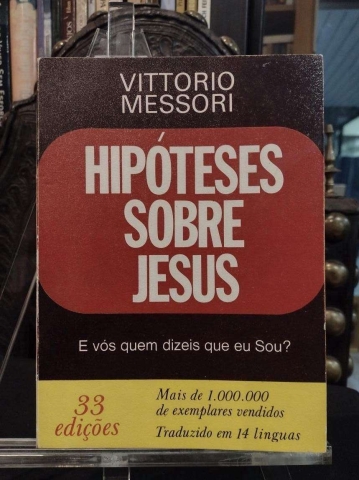 VITTORIO
MESSORI
HIPÓTESES
SOBRE
JESUS
E vós quem dizeis que eu Sou?
33
edições
Mais de 1.000.000
de exemplares vendidos
Traduzido em 14 linguas